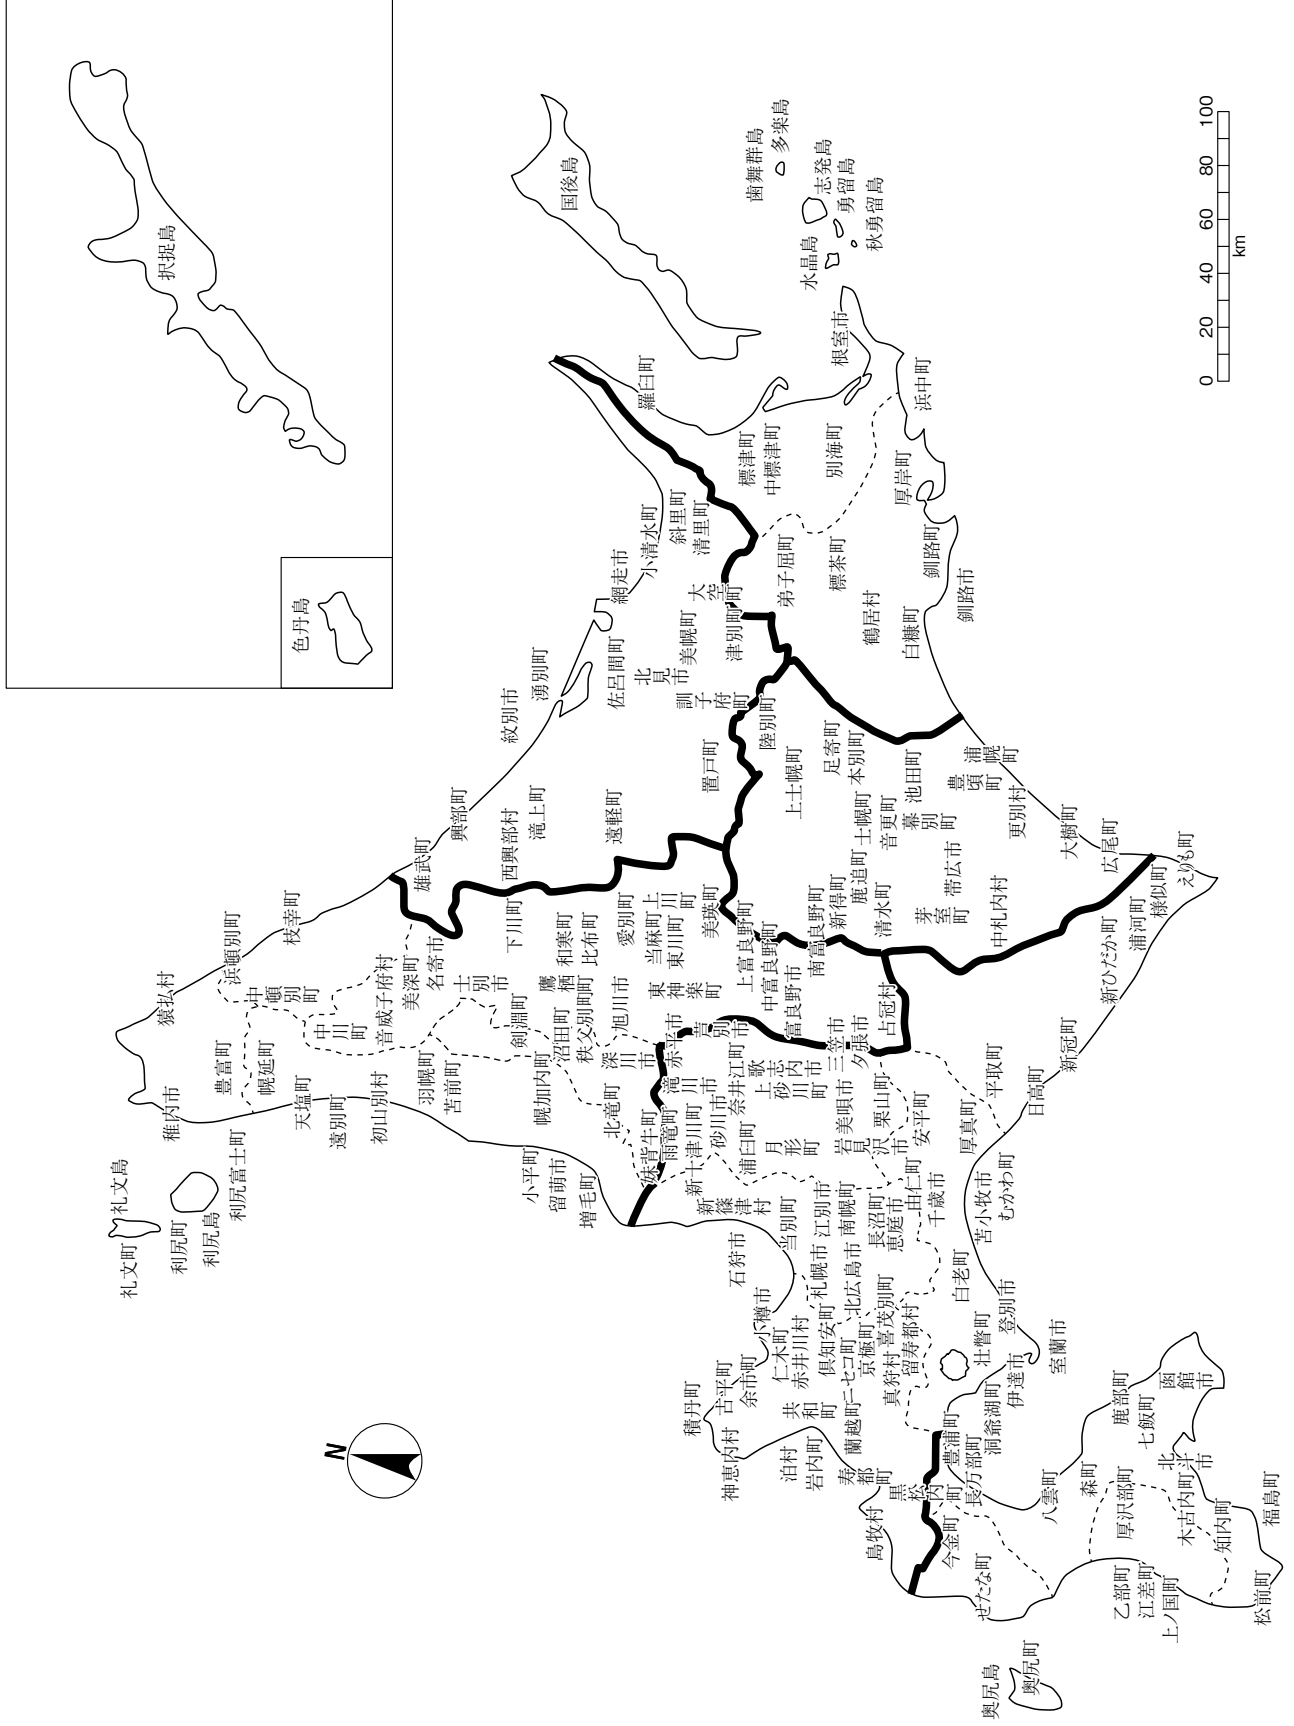 択捉島
色丹島
国後島
歯舞群島
多楽島
志発島
勇留島
秋勇留島
水晶島
根室市
羅臼町
標津町
中標津町
別海町
浜中町
厚岸町
釧路町
釧路市
標茶町
弟子屈町
鶴居村
白糠町
斜里町
清里町
小清水町
網走市
大空町
美幌町
津別町
北見市
訓子府町
置戸町
佐呂間町
湧別町
紋別市
遠軽町
滝上町
西興部村
興部町
雄武町
陸別町
足寄町
本別町
上士幌町
士幌町
音更町
池田町
浦幌町
豊頃町
幕別町
更別村
大樹町
広尾町
帯広市
中札内村
芽室町
鹿追町
新得町
清水町
えりも町
様似町
浦河町
新ひだか町
新冠町
日高町
平取町
むかわ町
厚真町
安平町
苫小牧市
白老町
登別市
室蘭市
伊達市
壮瞥町
洞爺湖町
豊浦町
枝幸町
浜頓別町
中頓別町
猿払村
稚内市
豊富町
幌延町
天塩町
遠別町
初山別村
羽幌町
苫前町
小平町
留萌市
増毛町
礼文島
礼文町
利尻町
利尻島
利尻富士町
中川町
音威子府村
美深町
名寄市
下川町
士別市
剣淵町
和寒町
比布町
愛別町
当麻町
上川町
東川町
美瑛町
鷹栖町
旭川市
東神楽町
上富良野町
中富良野町
富良野市
南富良野町
占冠村
幌加内町
沼田町
秩父別町
深川市
北竜町
妹背牛町
雨竜町
赤平市
芦別市
滝川市
新十津川町
砂川市
奈井江町
歌志内市
上砂川町
浦臼町
月形町
美唄市
三笠市
夕張市
岩見沢市
栗山町
由仁町
長沼町
南幌町
新篠津村
当別町
江別市
石狩市
札幌市
北広島市
恵庭市
千歳市
小樽市
余市町
古平町
積丹町
神恵内村
仁木町
赤井川村
倶知安町
ニセコ町
京極町
喜茂別町
留寿都村
真狩村
蘭越町
共和町
泊村
岩内町
寿都町
黒松内町
島牧村
長万部町
八雲町
今金町
せたな町
森町
鹿部町
七飯町
函館市
北斗市
木古内町
知内町
福島町
松前町
厚沢部町
乙部町
江差町
上ノ国町
奥尻島
奥尻町
N
0 20 40 60 80 100
km